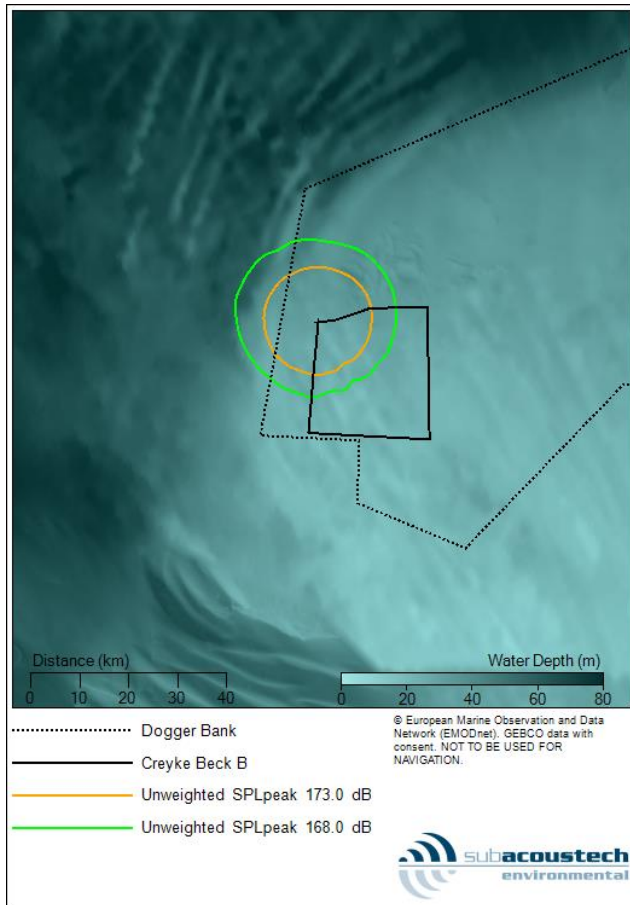 Distance (km)
0 10 20 30 40
Water Depth (m)
0 20 40 60 80
Dogger Bank
Creyke Beck B
Unweighted SPLpeak 173.0 dB
Unweighted SPLpeak 168.0 dB
© European Marine Observation and Data
Network (EMODnet). GEBCO data with
consent. NOT TO BE USED FOR
NAVIGATION.
subacoustech
environmental